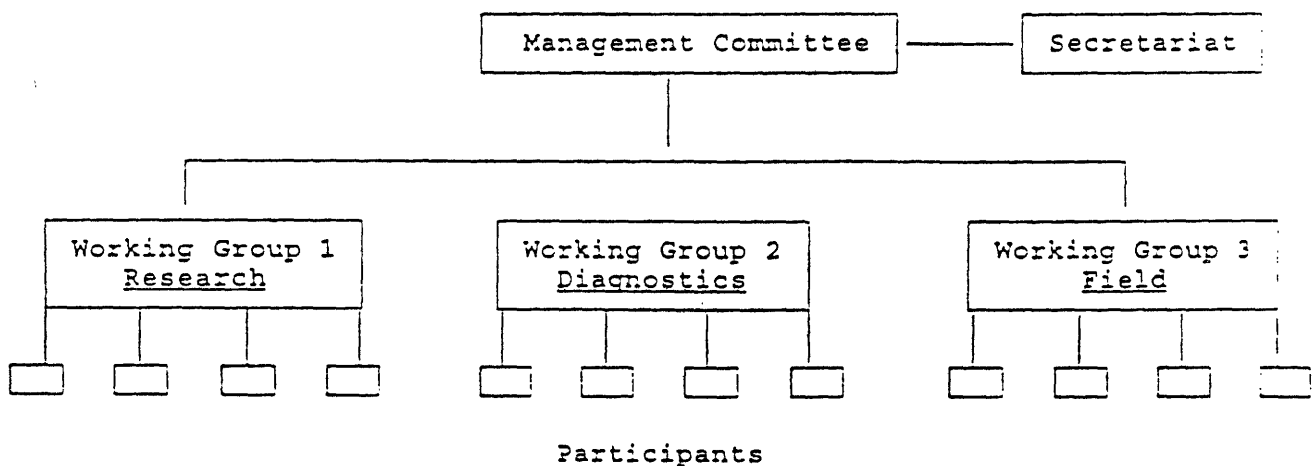 Management Committee
Secretariat
Working Group 1
Research
Working Group 2
Diagnostics
Working Group 3
Field
Participants